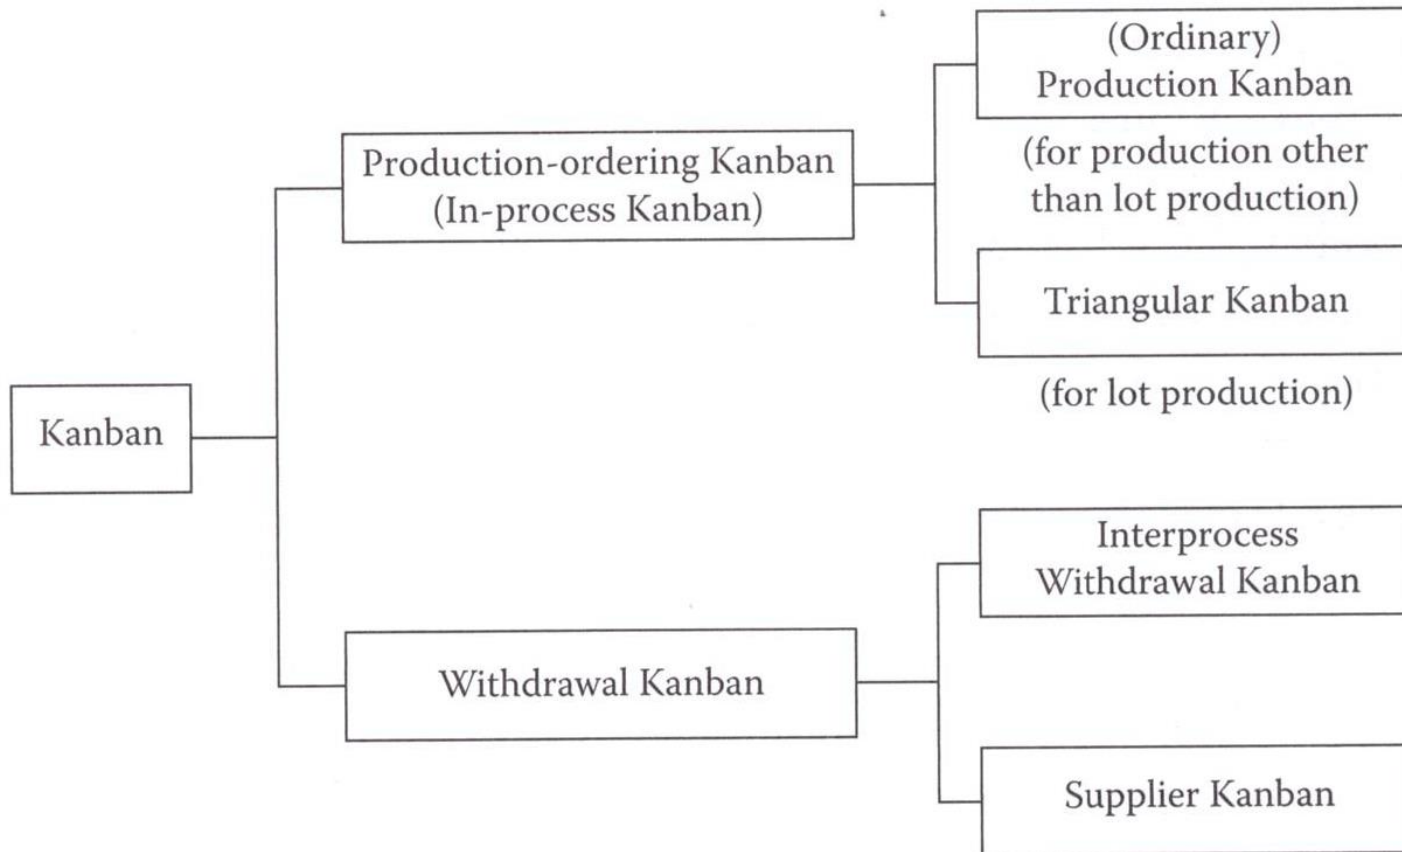 (Ordinary)
Production Kanban
Production-ordering Kanban
(In-process Kanban)
(for production other
than lot production)
Triangular Kanban
(for lot production)
Kanban
Interprocess
Withdrawal Kanban
Withdrawal Kanban
Supplier Kanban